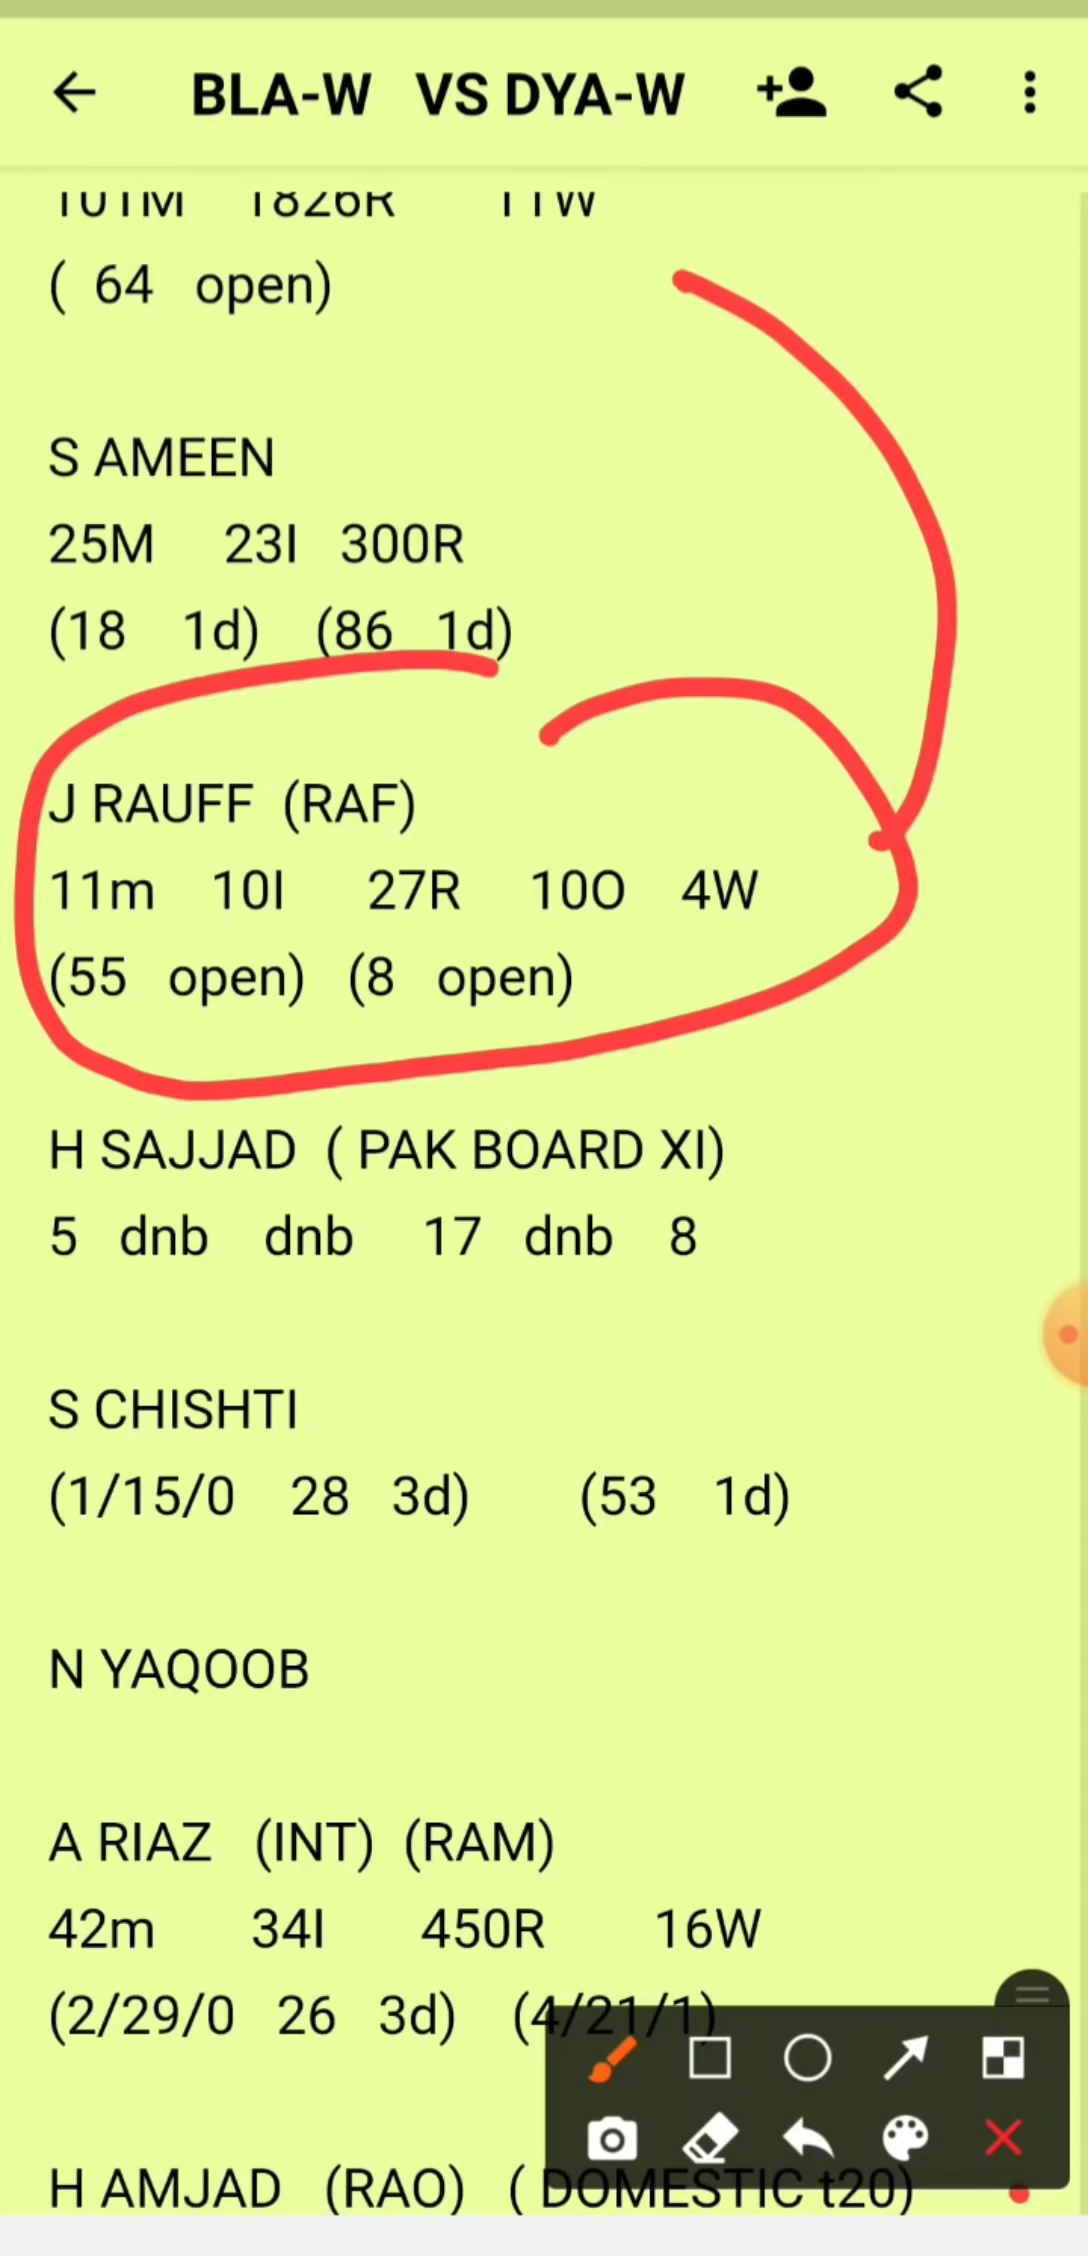 BLA-W VS DYA-W
101M 1826R 11W
( 64 open)
S AMEEN
25M 23I 300R
(18 1d) (86 1d)
J RAUFF (RAF)
11m 10I 27R 10O 4W
(55 open) (8 open)
H SAJJAD ( PAK BOARD XI)
5 dnb dnb 17 dnb 8
S CHISHTI
(1/15/0 28 3d) (53 1d)
N YAQOOB
A RIAZ (INT) (RAM)
42m 34I 450R 16W
(2/29/0 26 3d) (4/21/1)
H AMJAD (RAO) ( DOMESTIC t20)